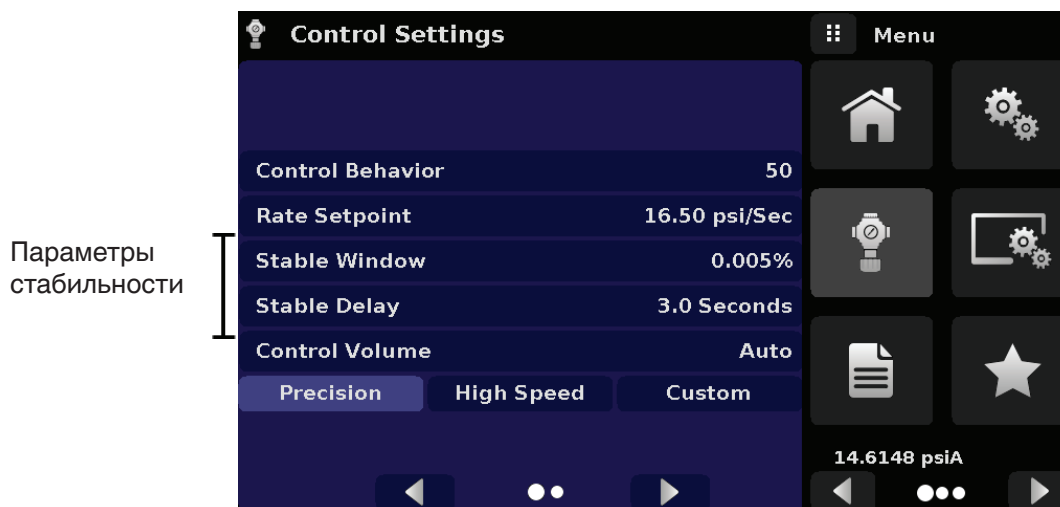 Control Settings
Menu
Control Behavior 50
Rate Setpoint 16.50 psi/Sec
Параметры
стабильности
Stable Window 0.005%
Stable Delay 3.0 Seconds
Control Volume Auto
Precision High Speed Custom
14.6148 psiA